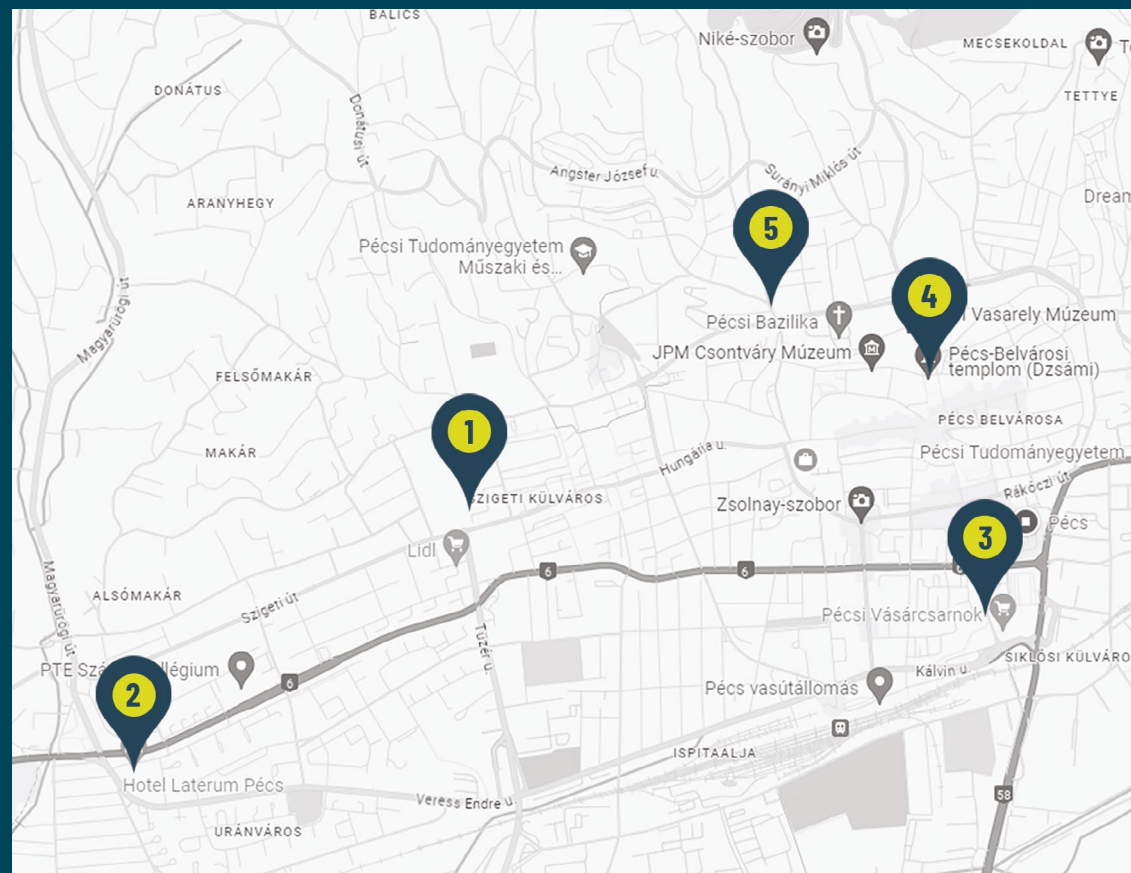 BALICS
Niké-szobor
MECSEKOLDAL
DONÁTUS
TETTYE
Donátusi út
Angster József u.
Surányi Miklós út
ARANYHEGY
Dream
5
Pécsi Tudományegyetem
Műszaki és...
Magyarürögi út
4
Pécsi Bazilika
Vasarely Múzeum
JPM Csontváry Múzeum
Pécs-Belvárosi
templom (Dzsámi)
FELSŐMAKÁR
1
PÉCS BELVÁROSA
MAKÁR
Hungária u.
Pécsi Tudományegyetem
SZIGETI KÜLVÁROS
Rákóczi út
Zsolnay-szobor
3
Pécs
Lidl
6
6
6
Magyarürögi út
ALSÓMAKÁR
Szigeti út
Pécsi Vásárcsarnok
Tüzér u.
PTE Szá llégium
Kálvin u.
SIKLÓSI KÜLVÁRO
2
6
Pécs vasútállomás
ISPITAALJA
Hotel Laterum Pécs
Veress Endre u.
58
URÁNVÁROS